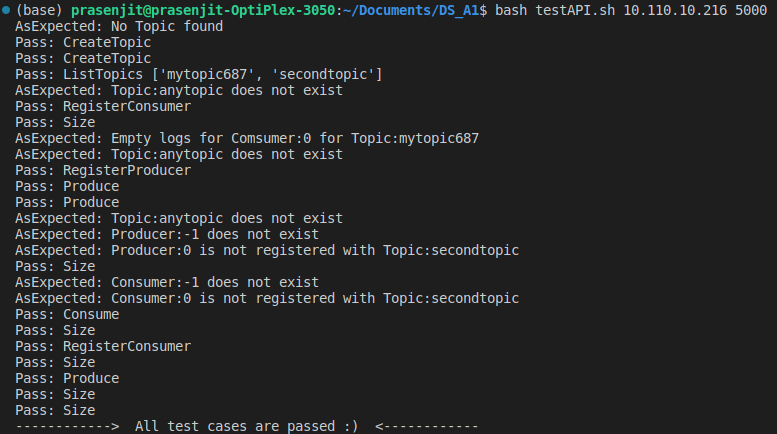 (base) prasenjit@prasenjit-OptiPlex-3050:~/Documents/DS_A1$ bash testAPI.sh 10.110.10.216 5000
AsExpected: No Topic found
Pass: CreateTopic
Pass: CreateTopic
Pass: ListTopics ['mytopic687', 'secondtopic']
AsExpected: Topic:anytopic does not exist
Pass: RegisterConsumer
Pass: Size
AsExpected: Empty logs for Comsumer:0 for Topic:mytopic687
AsExpected: Topic:anytopic does not exist
Pass: RegisterProducer
Pass: Produce
Pass: Produce
AsExpected: Topic:anytopic does not exist
AsExpected: Producer:-1 does not exist
AsExpected: Producer:0 is not registered with Topic:secondtopic
Pass: Size
AsExpected: Consumer:-1 does not exist
AsExpected: Consumer:0 is not registered with Topic:secondtopic
Pass: Consume
Pass: Size
Pass: RegisterConsumer
Pass: Size
Pass: Produce
Pass: Size
Pass: Size
------------>  All test cases are passed :)  <------------